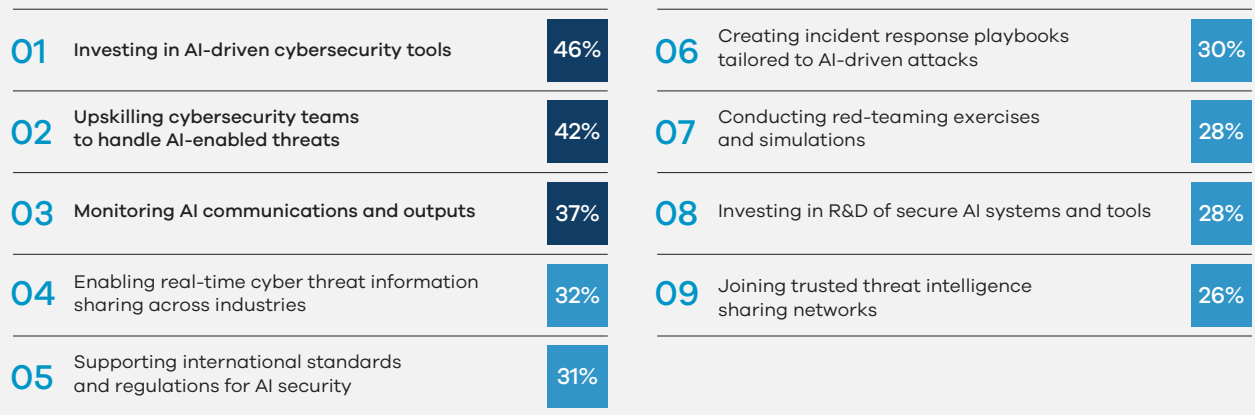 01
Investing in AI-driven cybersecurity tools
46%
02
Upskilling cybersecurity teams
to handle AI-enabled threats
42%
03
Monitoring AI communications and outputs
37%
04
Enabling real-time cyber threat information
sharing across industries
32%
05
Supporting international standards
and regulations for AI security
31%
06
Creating incident response playbooks
tailored to AI-driven attacks
30%
07
Conducting red-teaming exercises
and simulations
28%
08
Investing in R&D of secure AI systems and tools
28%
09
Joining trusted threat intelligence
sharing networks
26%